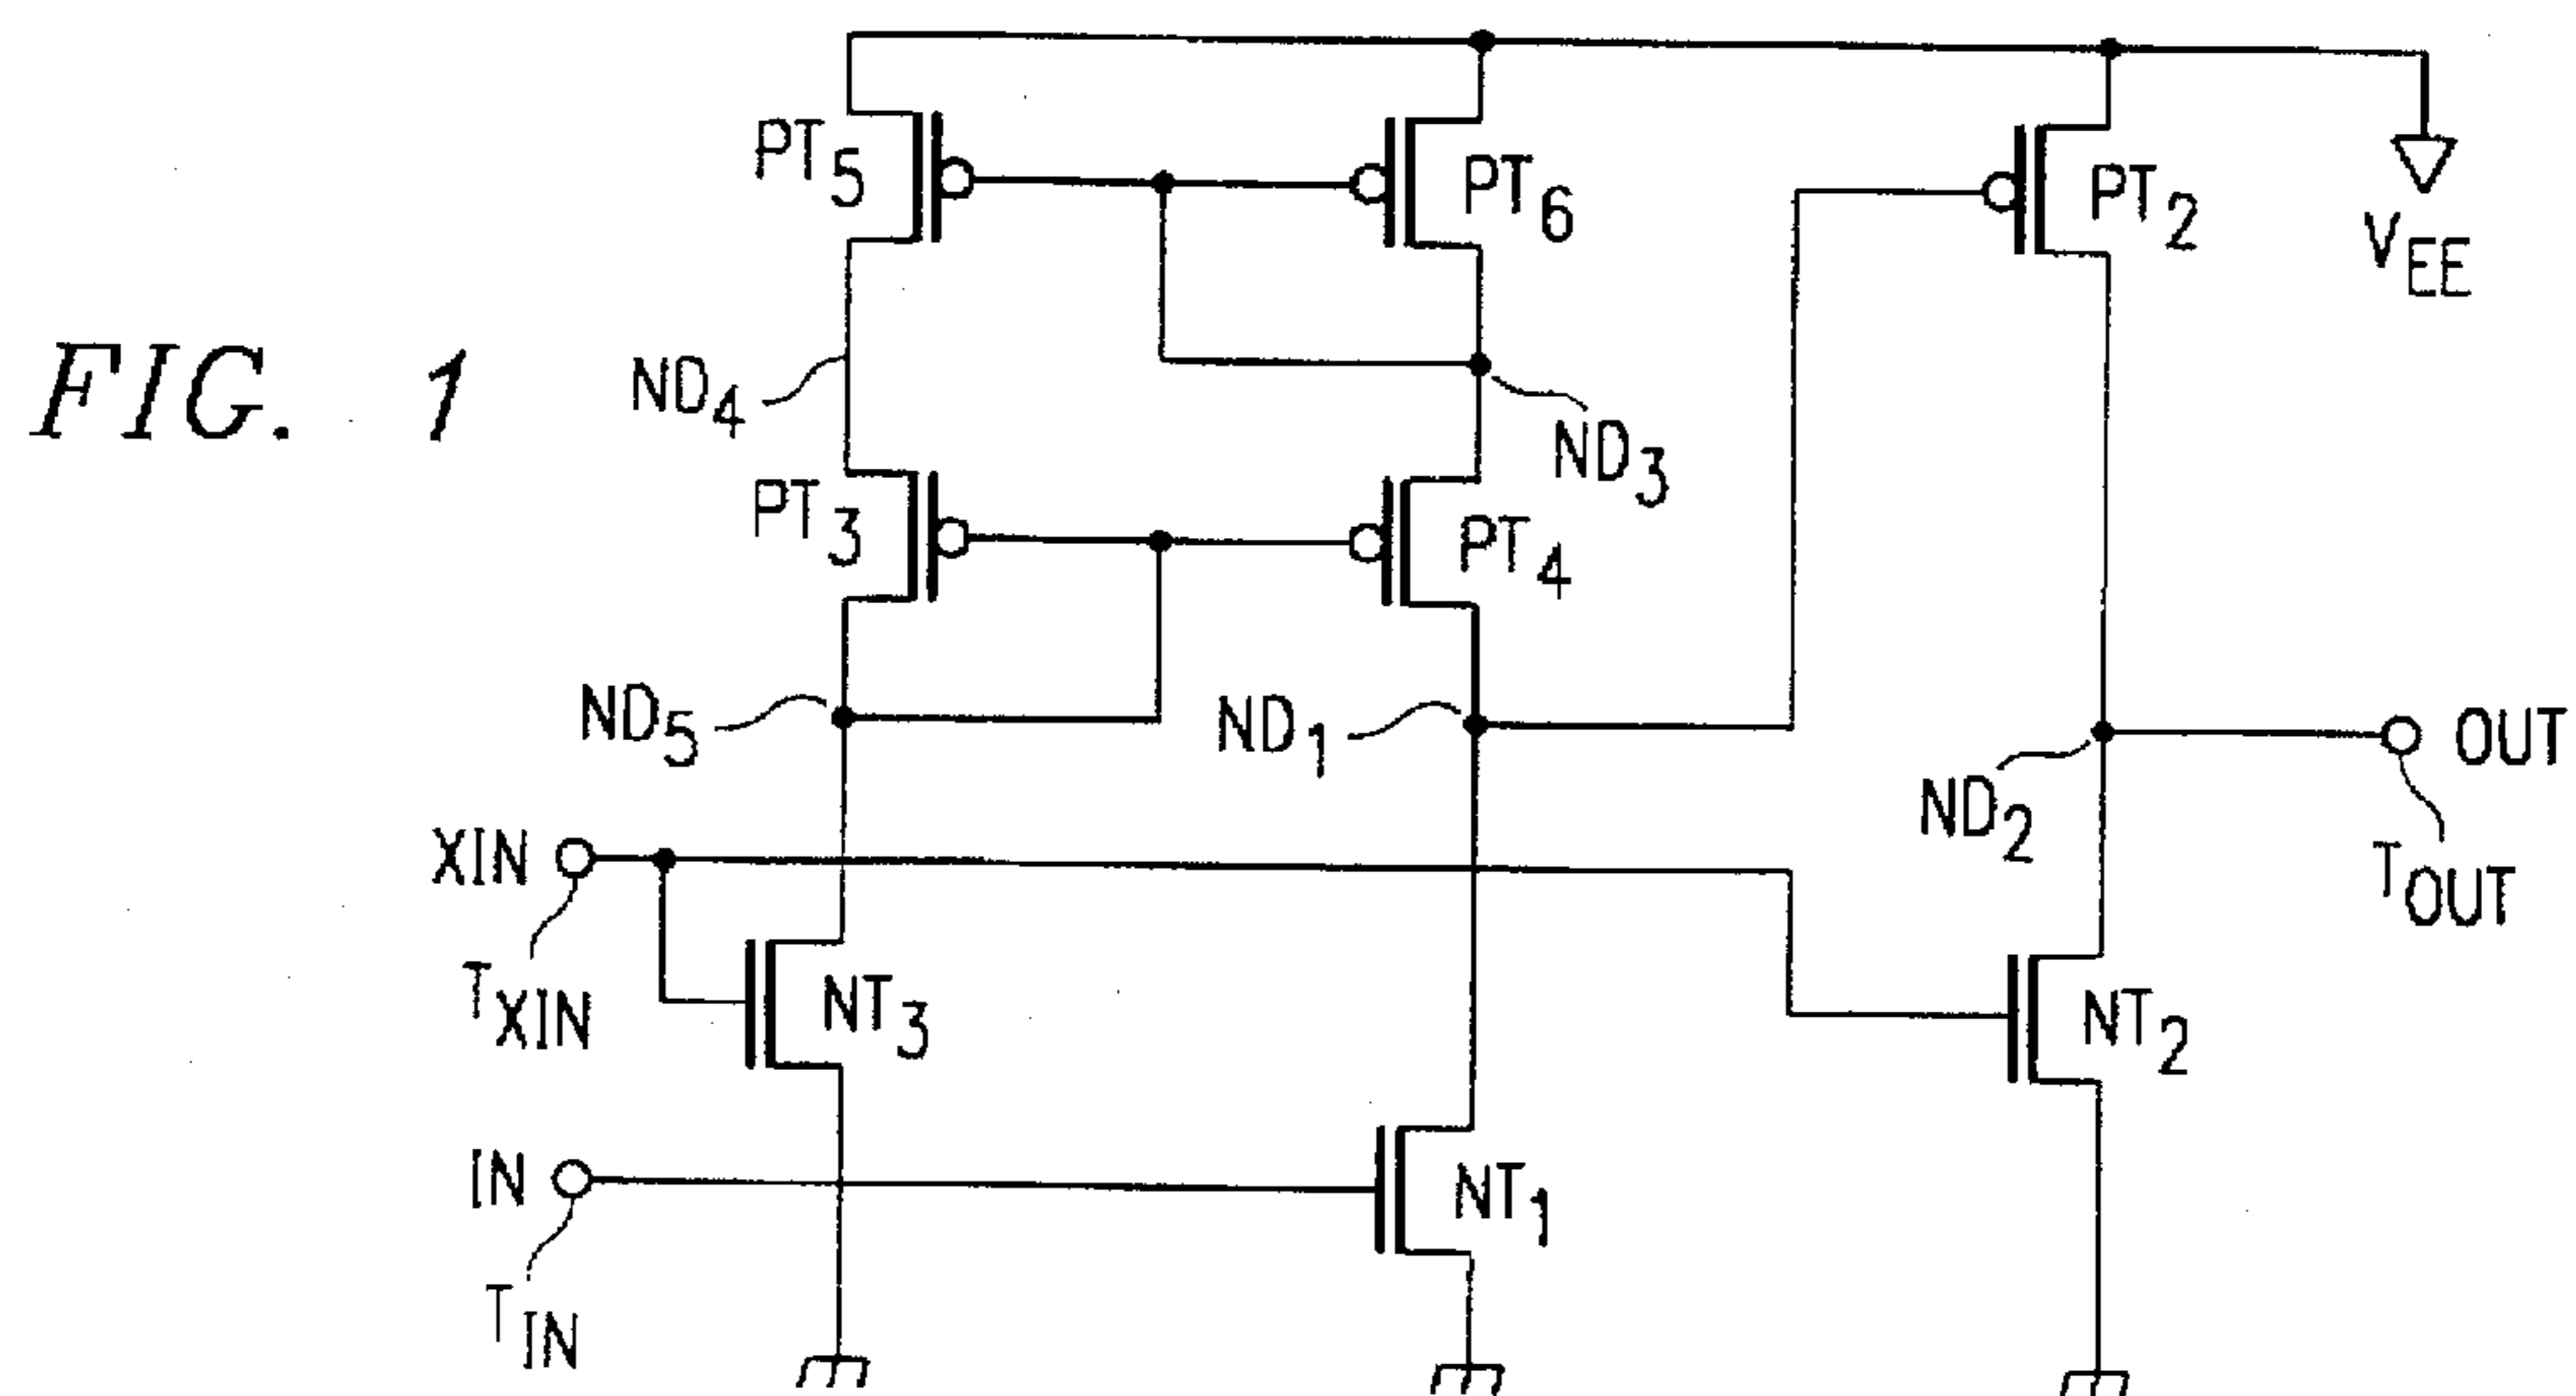 FIG. 1
PT5
PT6
PT2
VEE
ND4
ND3
PT3
PT4
ND5
ND1
ND2
OUT
TOUT
XIN
TXIN
NT3
NT2
IN
TIN
NT1